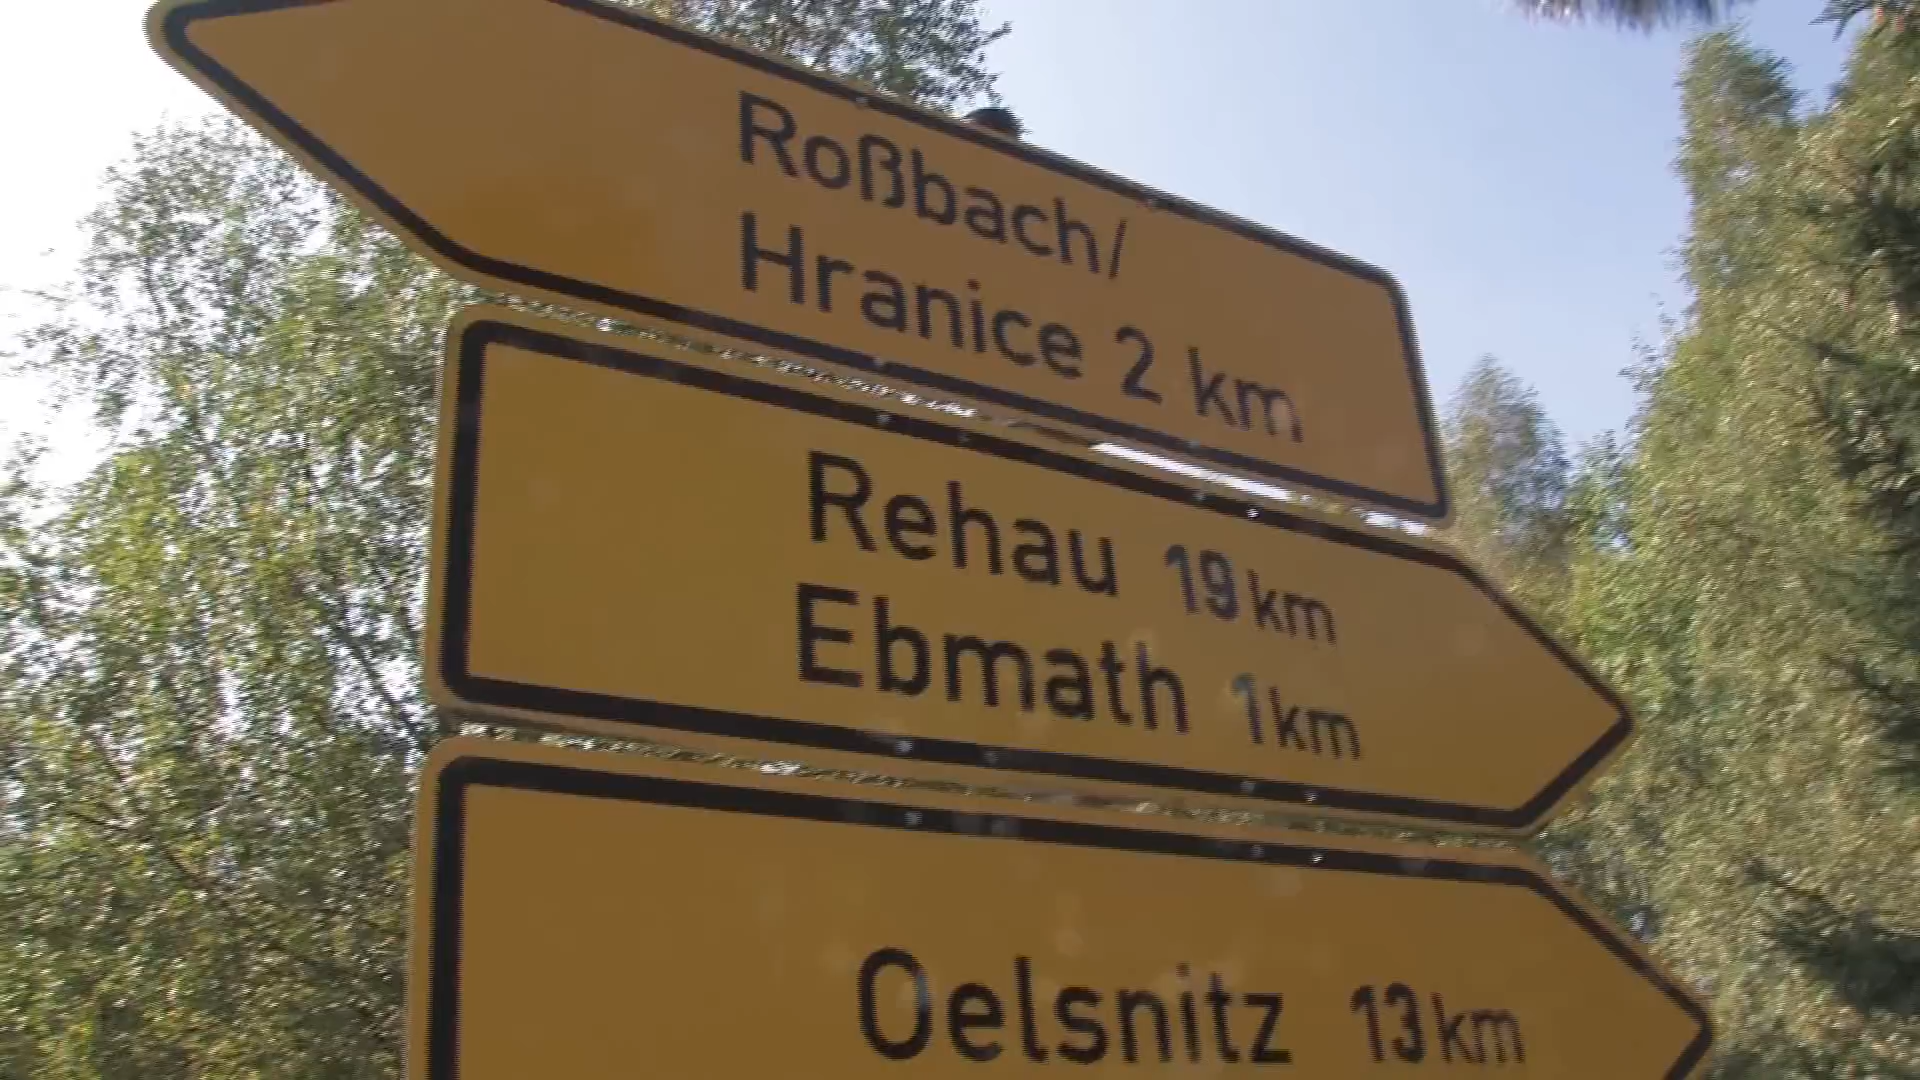 Roßbach/
Hranice 2 km
Rehau 19 km
Ebmath 1 km
Oelsnitz 13 km